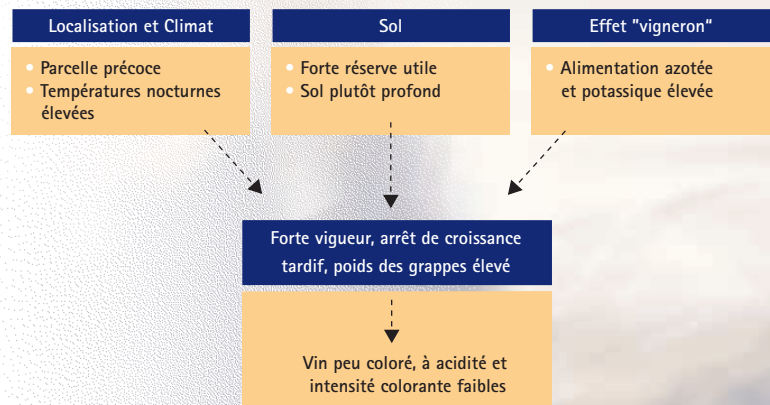 Localisation et Climat
• Parcelle précoce
• Températures nocturnes
élevées
Sol
• Forte réserve utile
• Sol plutôt profond
Effet "vigneron"
• Alimentation azotée
et potassique élevée
Forte vigueur, arrêt de croissance
tardif, poids des grappes élevé
Vin peu coloré, à acidité et
intensité colorante faibles